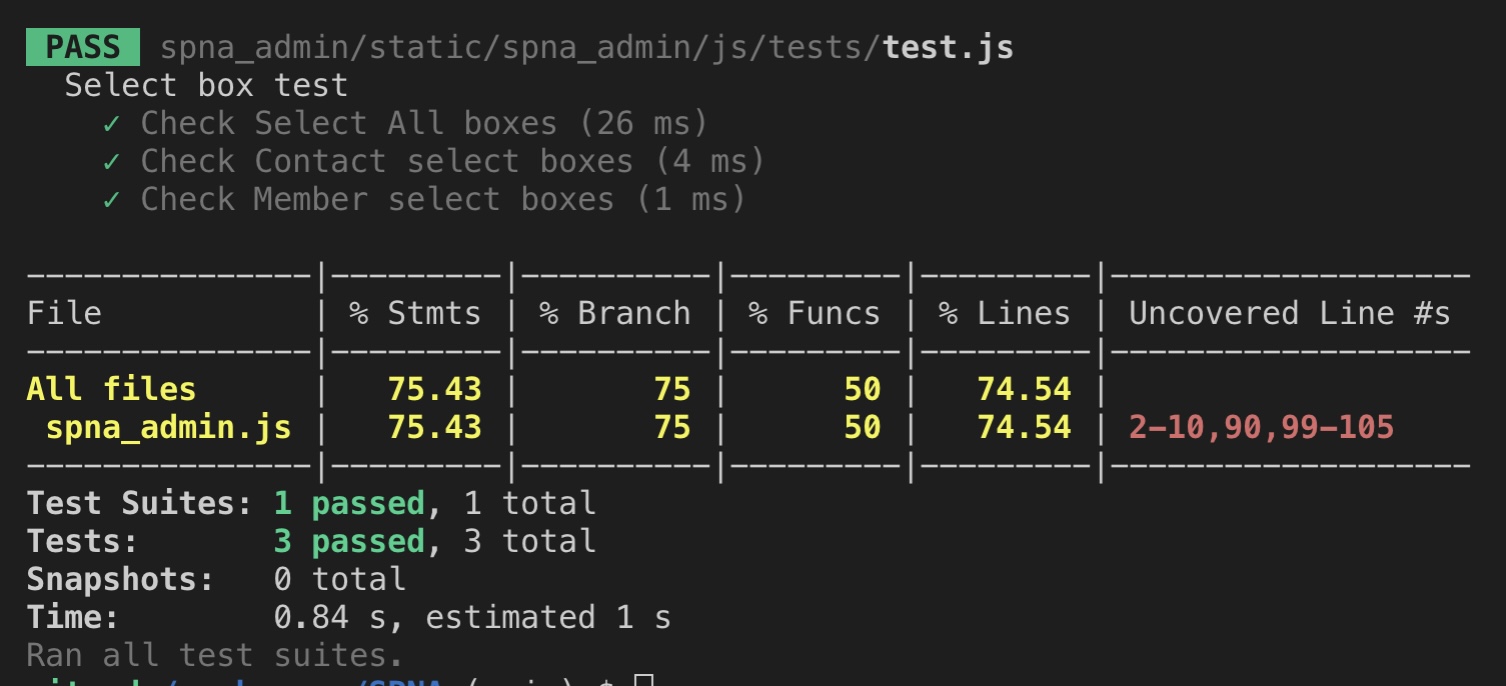 PASS spna_admin/static/spna_admin/js/tests/test.js
Select box test
✓ Check Select All boxes (26 ms)
✓ Check Contact select boxes (4 ms)
✓ Check Member select boxes (1 ms)
---------------|---------|----------|---------|---------|-------------------
File | % Stmts | % Branch | % Funcs | % Lines | Uncovered Line #s
---------------|---------|----------|---------|---------|-------------------
All files | 75.43 | 75 | 50 | 74.54 |
spna_admin.js | 75.43 | 75 | 50 | 74.54 | 2-10,90,99-105
---------------|---------|----------|---------|---------|-------------------
Test Suites: 1 passed, 1 total
Tests: 3 passed, 3 total
Snapshots: 0 total
Time: 0.84 s, estimated 1 s
Ran all test suites.